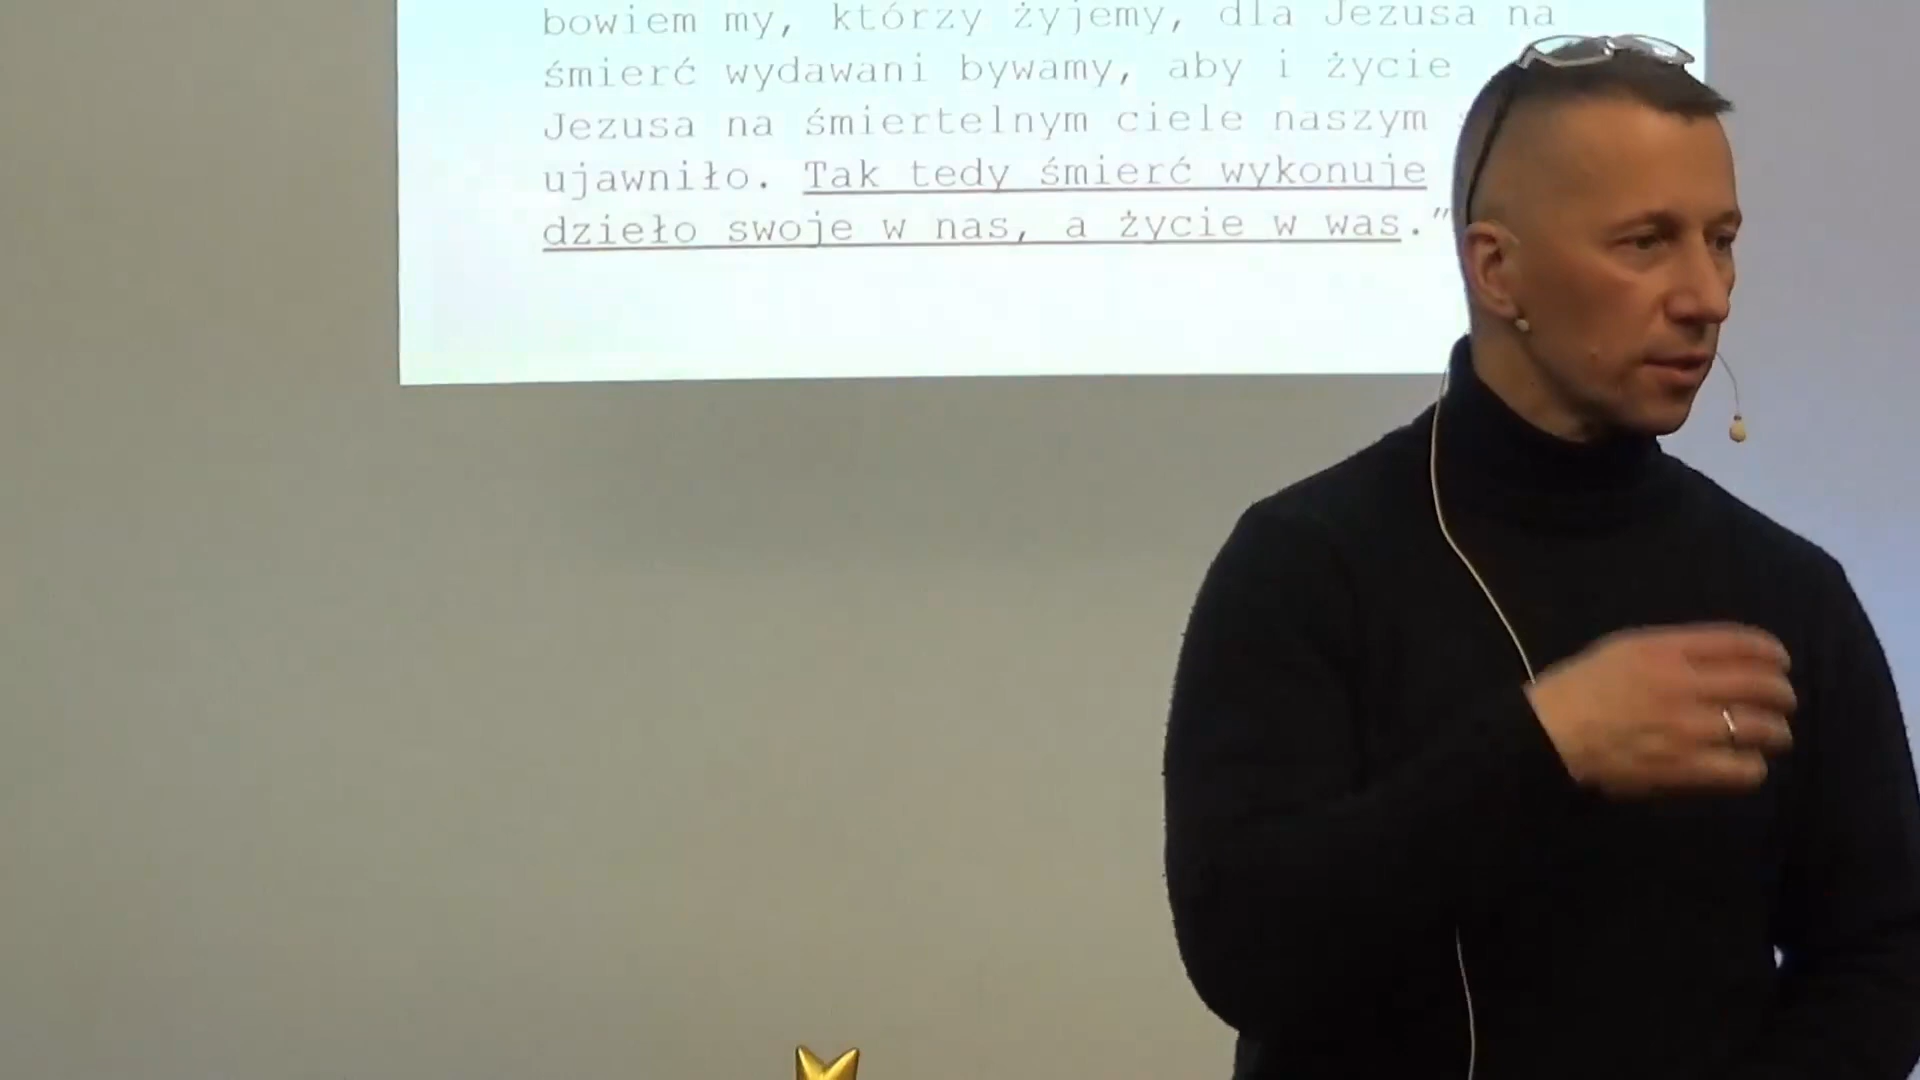 bowiem my, którzy żyjemy, dla Jezusa na
śmierć wydawani bywamy, aby i życie
Jezusa na śmiertelnym ciele naszym
ujawniło. Tak tedy śmierć wykonuje
dzieło swoje w nas, a życie w was.”